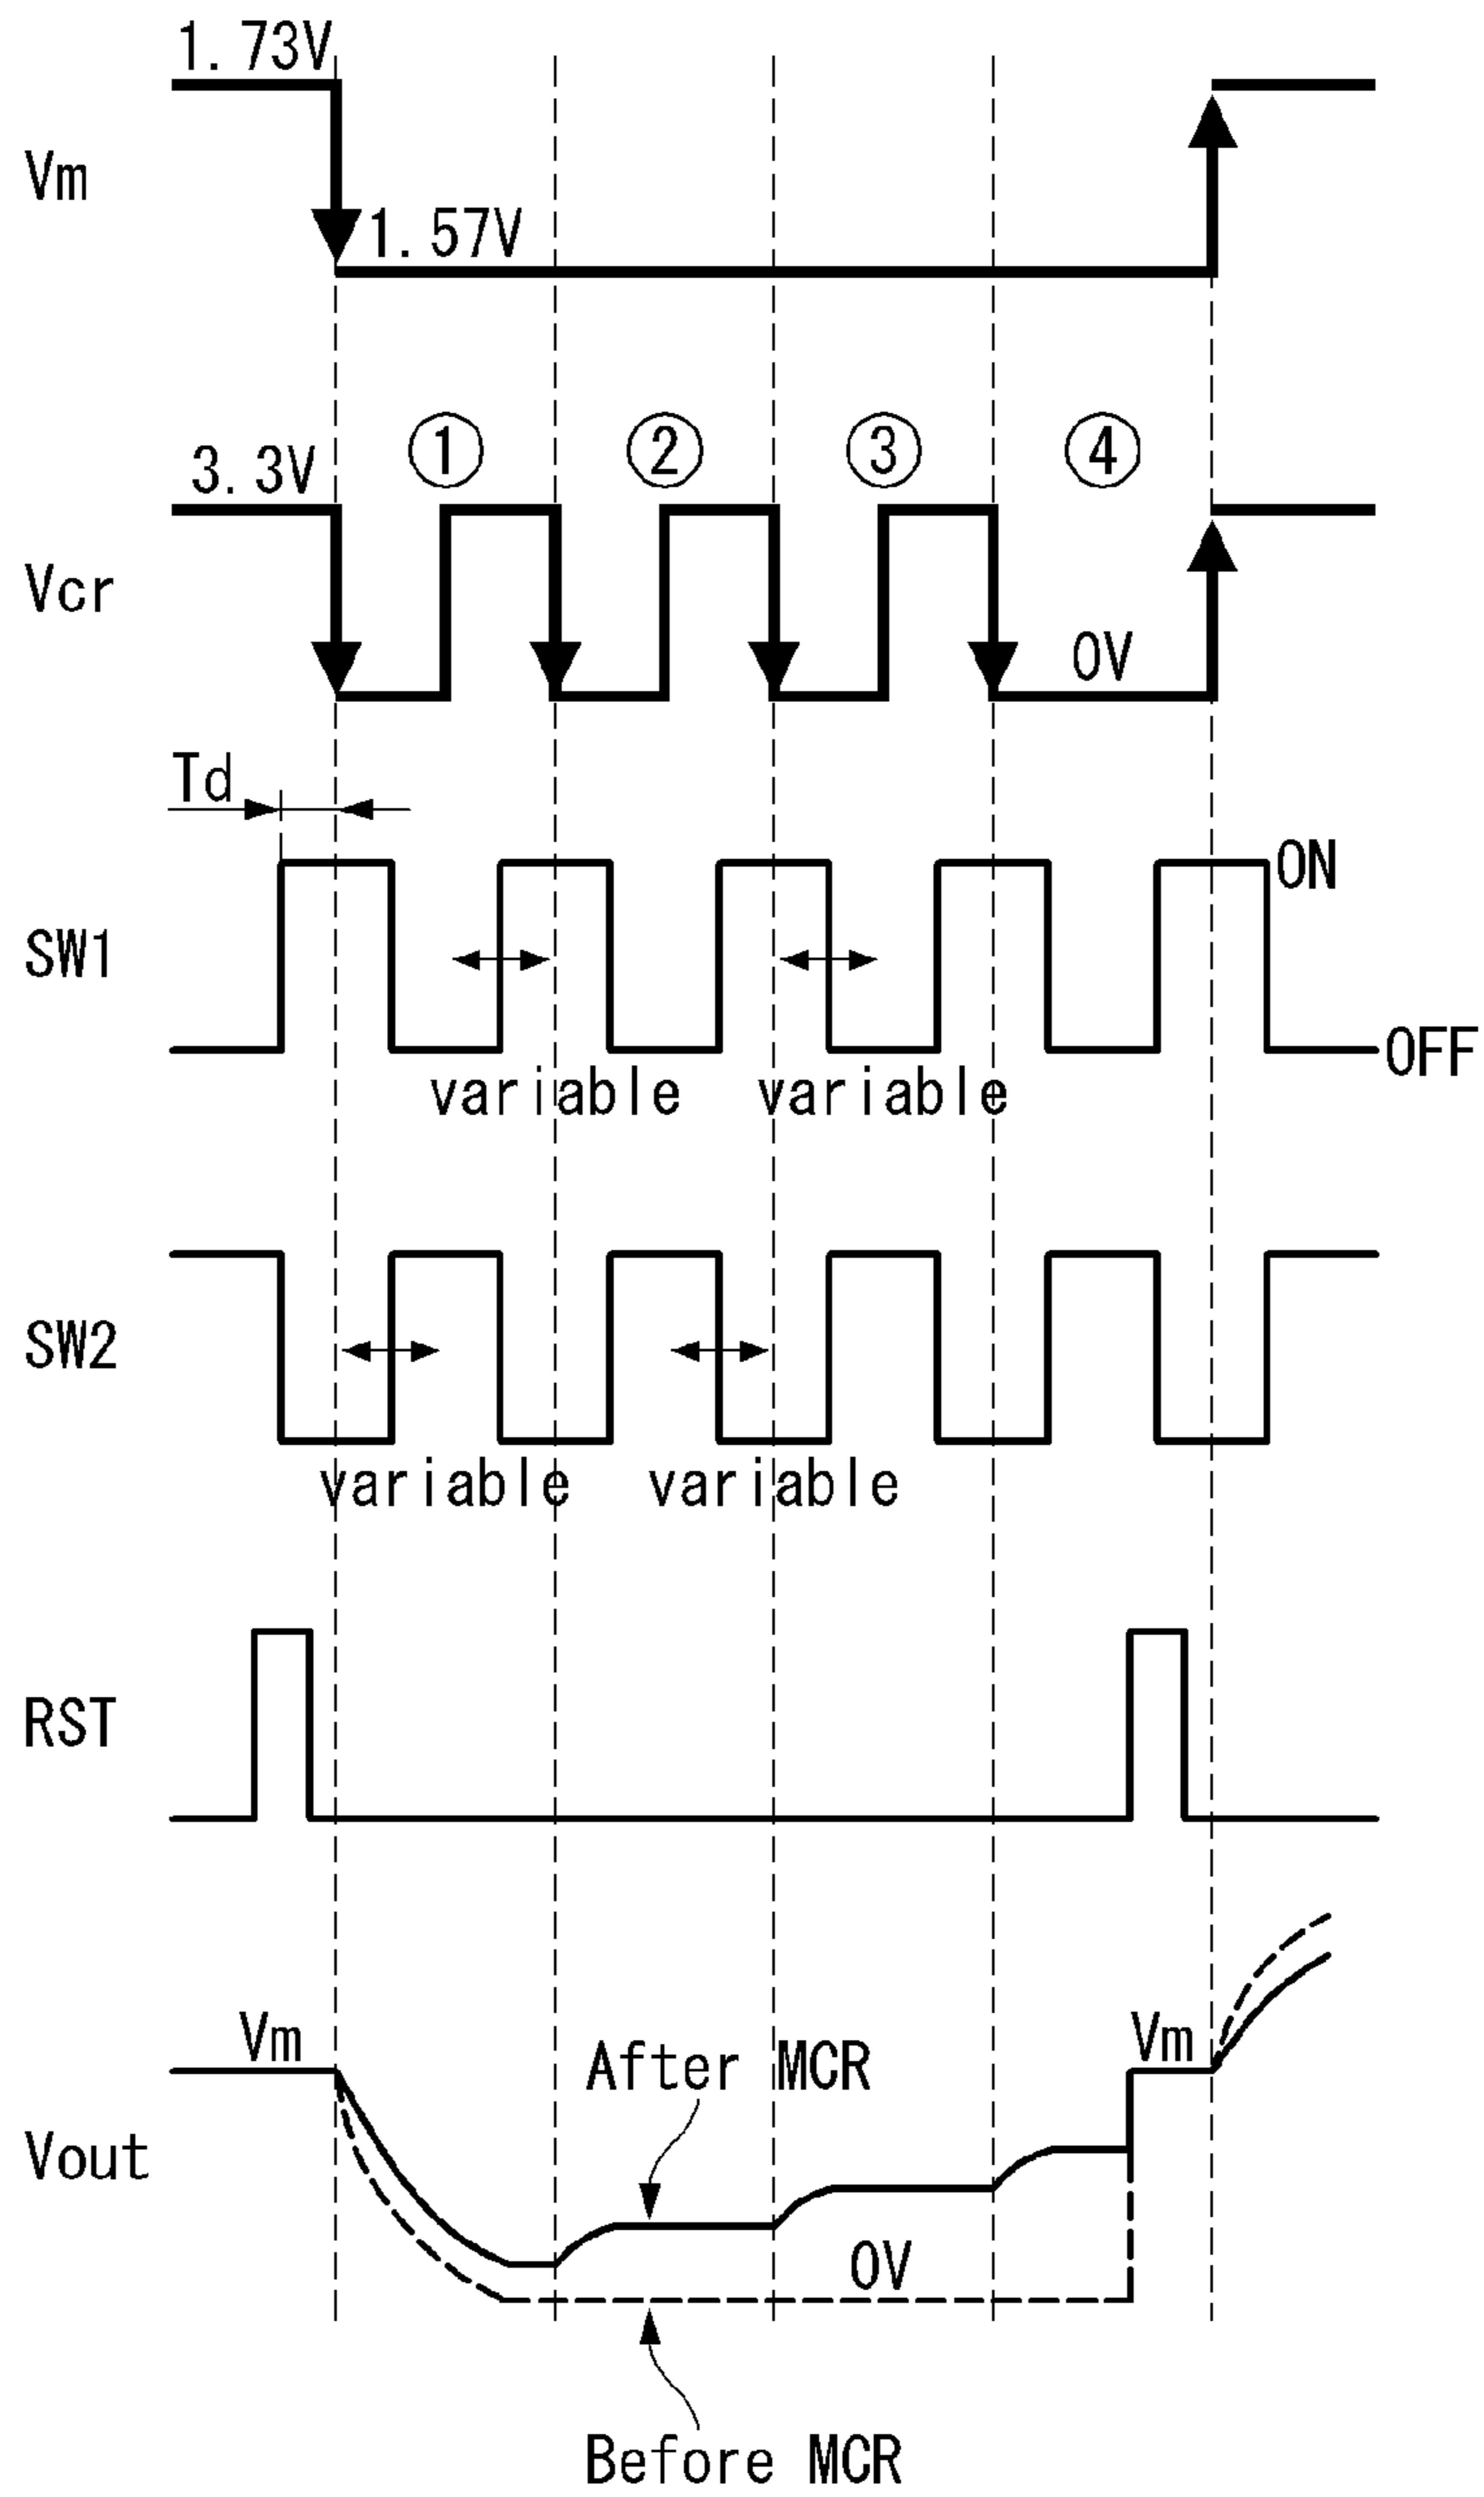 1.73V
Vm
1.57V
① ② ③ ④
3.3V
Vcr
0V
Td
ON
SW1
OFF
variable variable
SW2
variable variable
RST
Vm Vm
After MCR
Vout
0V
Before MCR